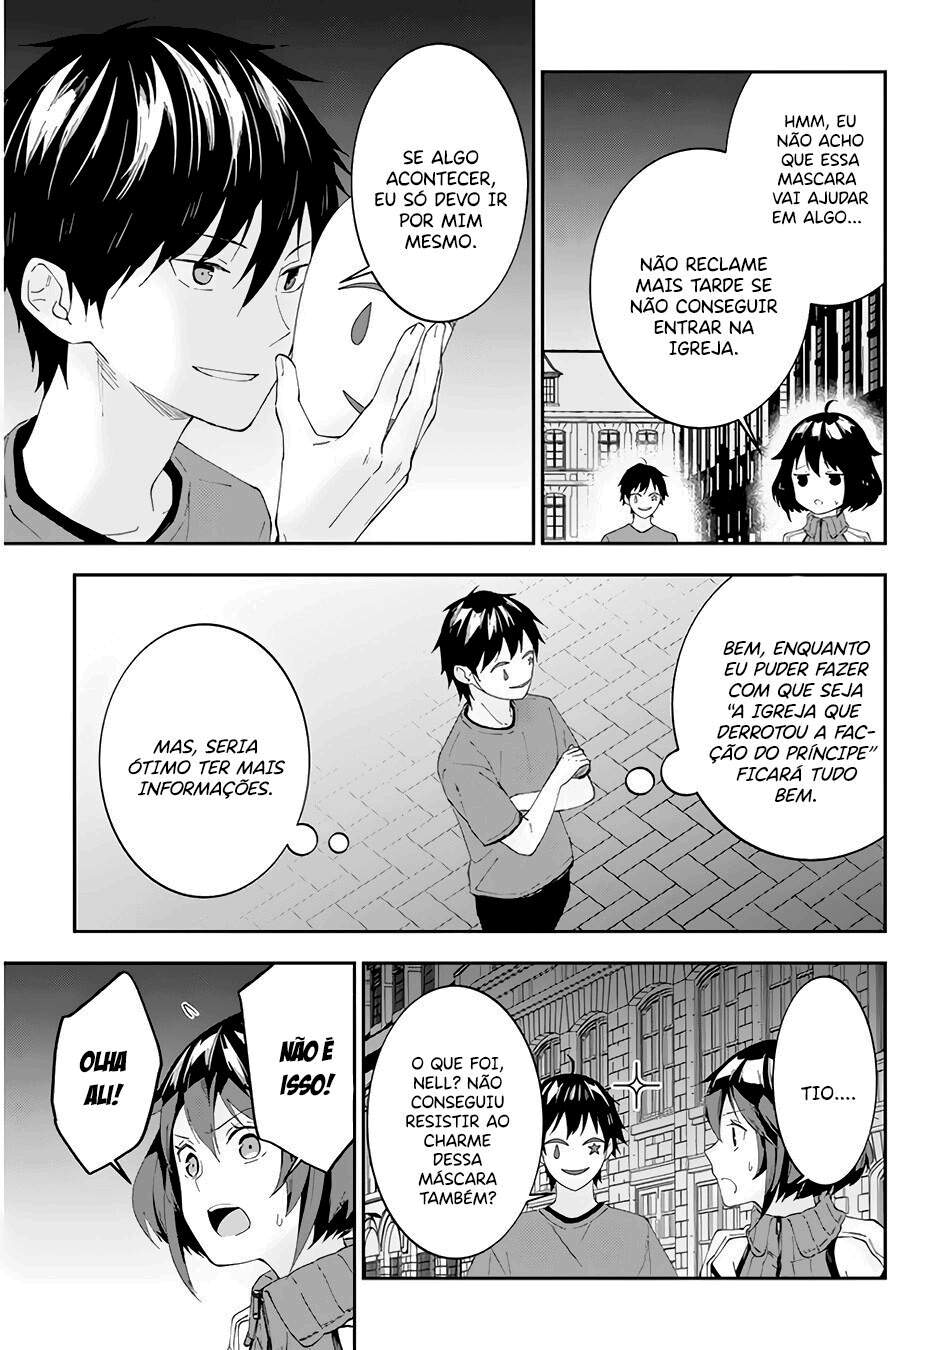 HMM, EU
NÃO ACHO
QUE ESSA
MASCARA
VAI AJUDAR
EM ALGO...
NÃO RECLAME
MAIS TARDE SE
NÃO CONSEGUIR
ENTRAR NA
IGREJA.
SE ALGO
ACONTECER,
EU SÓ DEVO IR
POR MIM
MESMO.
BEM, ENQUANTO
EU PUDER FAZER
COM QUE SEJA
"A IGREJA QUE
DERROTOU A FAC-
ÇÃO DO PRÍNCIPE"
FICARÁ TUDO
BEM.
MAS, SERIA
ÓTIMO TER MAIS
INFORMAÇÕES.
TIO....
O QUE FOI,
NELL? NÃO
CONSEGUIU
RESISTIR AO
CHARME
DESSA
MÁSCARA
TAMBÉM?
NÃO É
ISSO!
OLHA
ALI!